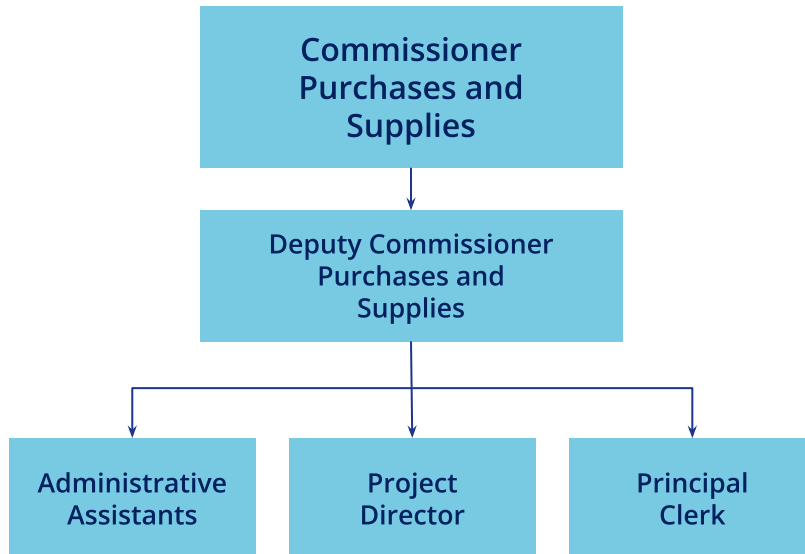 Commissioner
Purchases and
Supplies
Deputy Commissioner
Purchases and
Supplies
Administrative
Assistants
Project
Director
Principal
Clerk